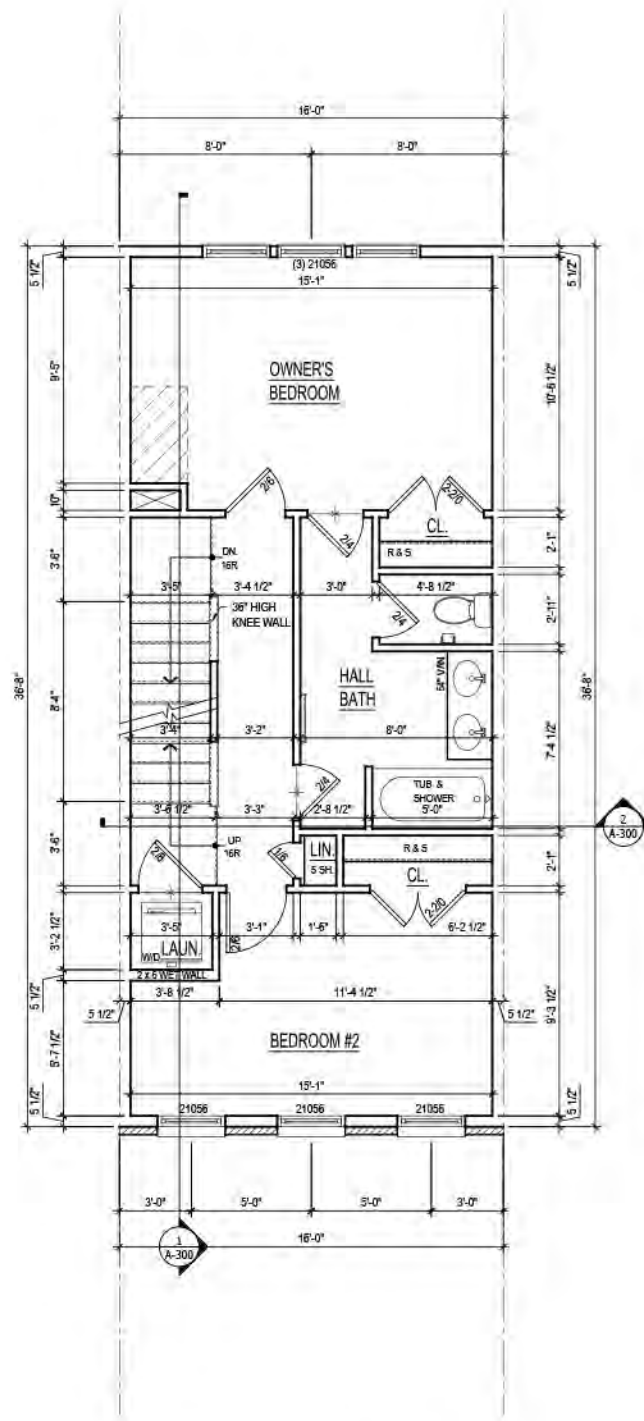 16'-0"
8'-0" 8'-0"
5 1/2" 5 1/2"
(3) 21056
15'-1"
36'-8"
OWNER'S
BEDROOM
10'-6 1/2"
2/6
2-2/0
10"
2/4
CL.
R & S
DN.
16R
3'-6"
2'-1"
3'-5" 3'-4 1/2" 3'-0" 4'-8 1/2"
36" HIGH
KNEE WALL
2/4
2'-11"
HALL
BATH
54" VAN.
36'-8"
8'-4"
3'-4" 3'-2" 8'-0"
7'-4 1/2"
2/4
TUB &
SHOWER
3'-6 1/2" 3'-3" 2'-8 1/2" 5'-0"
2
A-300
3'-6"
UP
16R
2/8
1/6
LIN.
5 SH.
R & S
2'-1"
CL.
2-2/0
3'-2 1/2"
3'-5" 3'-1" 1'-6" 6'-2 1/2"
W/D
LAUN.
2/6
2 x 6 WET WALL
5 1/2"
3'-8 1/2" 11'-4 1/2"
5 1/2" 5 1/2"
9'-3 1/2"
5'-7 1/2"
BEDROOM #2
15'-1"
5 1/2" 5 1/2"
21056 21056 21056
3'-0" 5'-0" 5'-0" 3'-0"
16'-0"
1
A-300